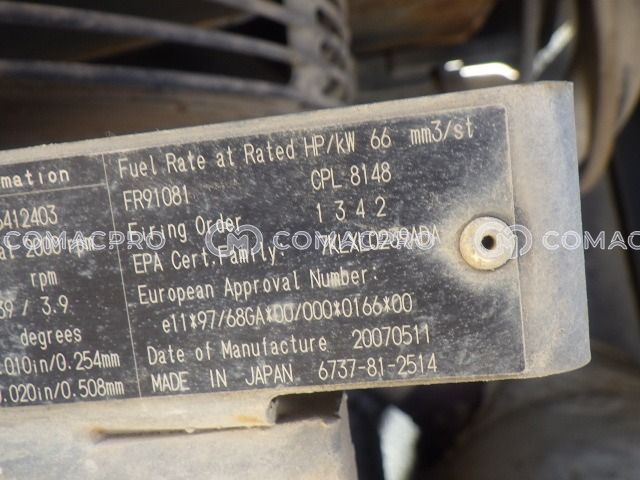 rmation
6412403
at 2000 rpm
rpm
39 / 3.9
degrees
.010in/0.254mm
.020in/0.508mm
Fuel Rate at Rated HP/kW 66 mm3/st
FR91081 CPL 8148
Firing Order 1 3 4 2
EPA Cert. Family:
European Approval Number:
e11*97/68GA*00/000*0166*00
Date of Manufacture 20070511
MADE IN JAPAN 6737-81-2514
COMACPRO
COMACPRO